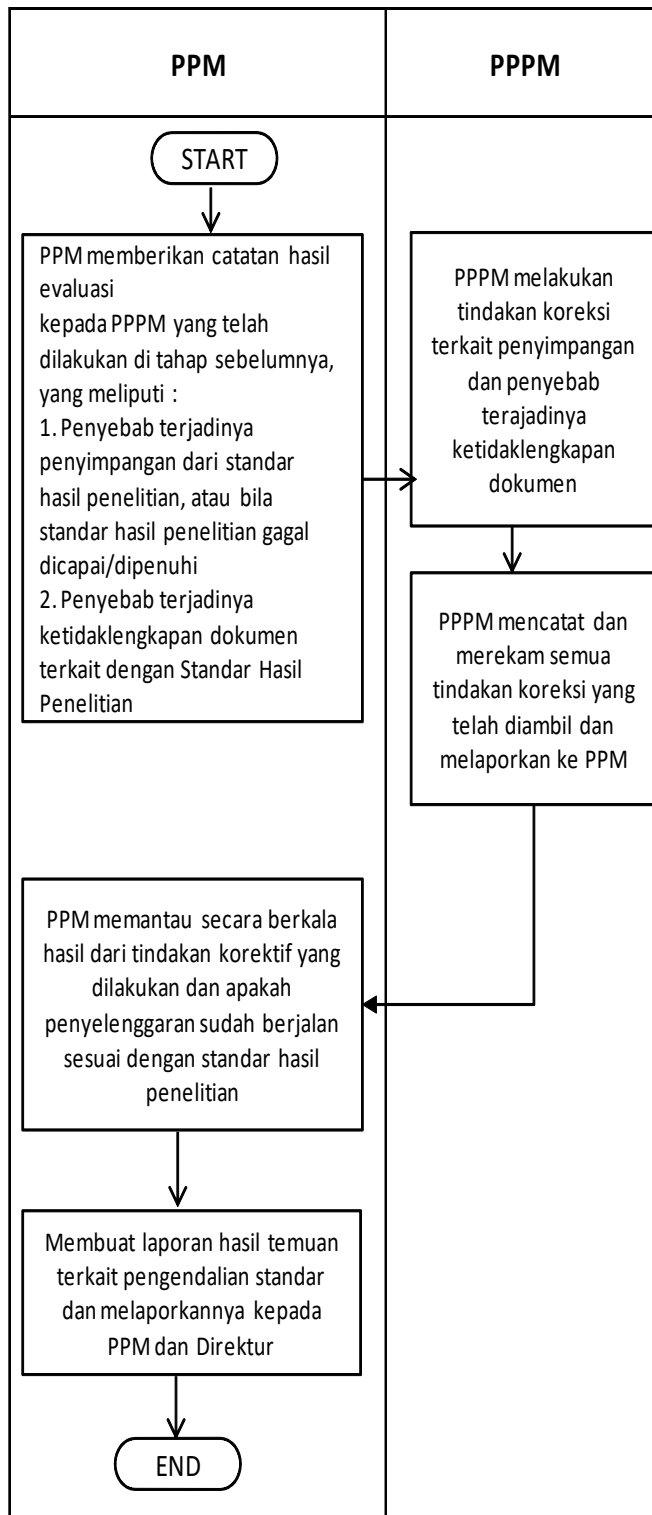 PPM
PPPM
START
PPM memberikan catatan hasil
evaluasi
kepada PPPM yang telah
dilakukan di tahap sebelumnya,
yang meliputi :
1. Penyebab terjadinya
penyimpangan dari standar
hasil penelitian, atau bila
standar hasil penelitian gagal
dicapai/dipenuhi
2. Penyebab terjadinya
ketidaklengkapan dokumen
terkait dengan Standar Hasil
Penelitian
PPPM melakukan
tindakan koreksi
terkait penyimpangan
dan penyebab
terajadinya
ketidaklengkapan
dokumen
PPPM mencatat dan
merekam semua
tindakan koreksi yang
telah diambil dan
melaporkan ke PPM
PPM memantau secara berkala
hasil dari tindakan korektif yang
dilakukan dan apakah
penyelenggaran sudah berjalan
sesuai dengan standar hasil
penelitian
Membuat laporan hasil temuan
terkait pengendalian standar
dan melaporkannya kepada
PPM dan Direktur
END